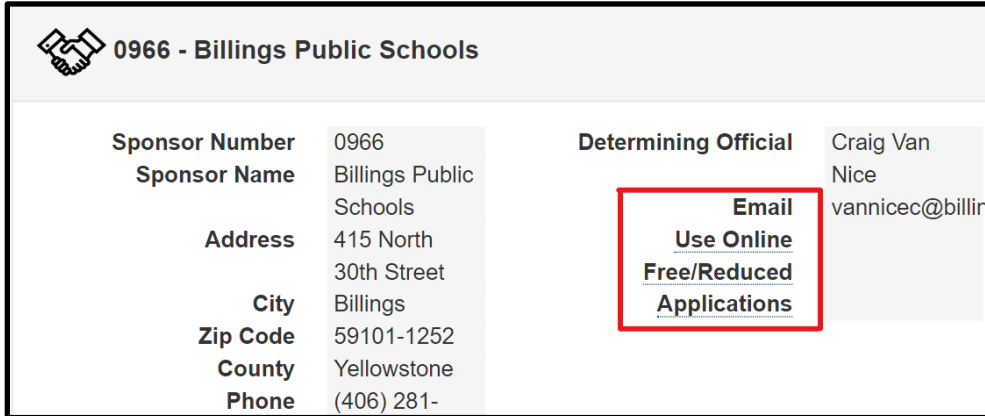 0966 - Billings Public Schools
Sponsor Number 0966
Sponsor Name Billings Public
Schools
Address 415 North
30th Street
City Billings
Zip Code 59101-1252
County Yellowstone
Phone (406) 281-
Determining Official Craig Van
Nice
Email vannicec@billin
Use Online
Free/Reduced
Applications